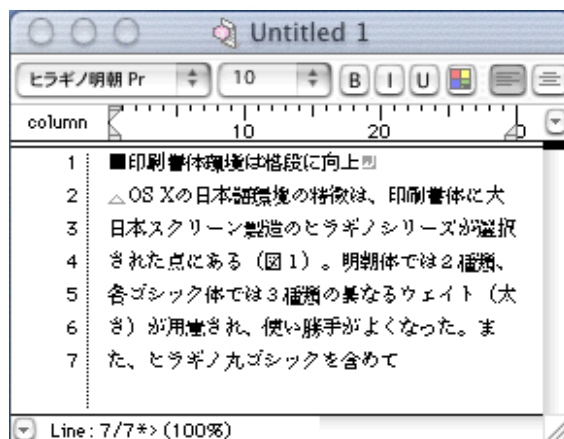 Untitled 1
ヒラギノ明朝 Pr 10 B I U
column 10 20
1 ■印刷書体環境は格段に向上
2 △OS Xの日本語環境の特徴は、印刷書体に大
3 日本スクリーン製造のヒラギノシリーズが選択
4 された点にある（図1）。明朝体では2種類、
5 各ゴシック体では3種類の異なるウェイト（太
6 さ）が用意され、使い勝手がよくなった。ま
7 た、ヒラギノ丸ゴシックを含めて
Line: 7/7*> (100%)